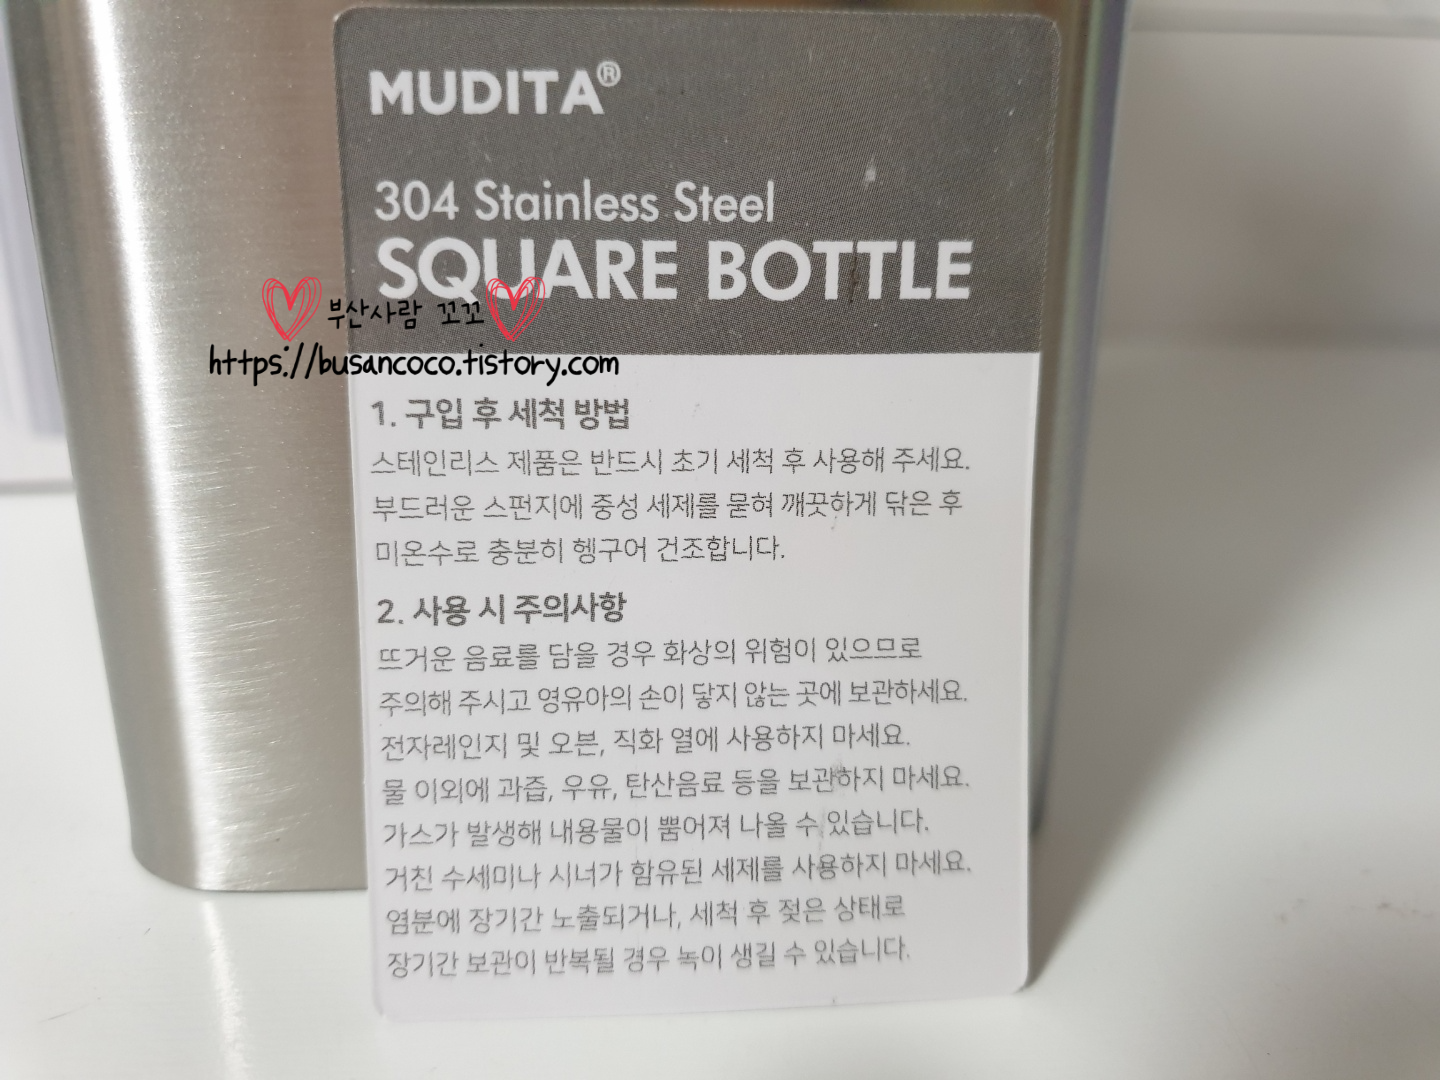 MUDITA®
304 Stainless Steel
SQUARE BOTTLE
부산사람 꼬꼬
https://busancoco.tistory.com
1. 구입 후 세척 방법
스테인리스 제품은 반드시 초기 세척 후 사용해 주세요.
부드러운 스펀지에 중성 세제를 묻혀 깨끗하게 닦은 후
미온수로 충분히 헹구어 건조합니다.
2. 사용 시 주의사항
뜨거운 음료를 담을 경우 화상의 위험이 있으므로
주의해 주시고 영유아의 손이 닿지 않는 곳에 보관하세요.
전자레인지 및 오븐, 직화 열에 사용하지 마세요.
물 이외에 과즙, 우유, 탄산음료 등을 보관하지 마세요.
가스가 발생해 내용물이 뿜어져 나올 수 있습니다.
거친 수세미나 시너가 함유된 세제를 사용하지 마세요.
염분에 장기간 노출되거나, 세척 후 젖은 상태로
장기간 보관이 반복될 경우 녹이 생길 수 있습니다.